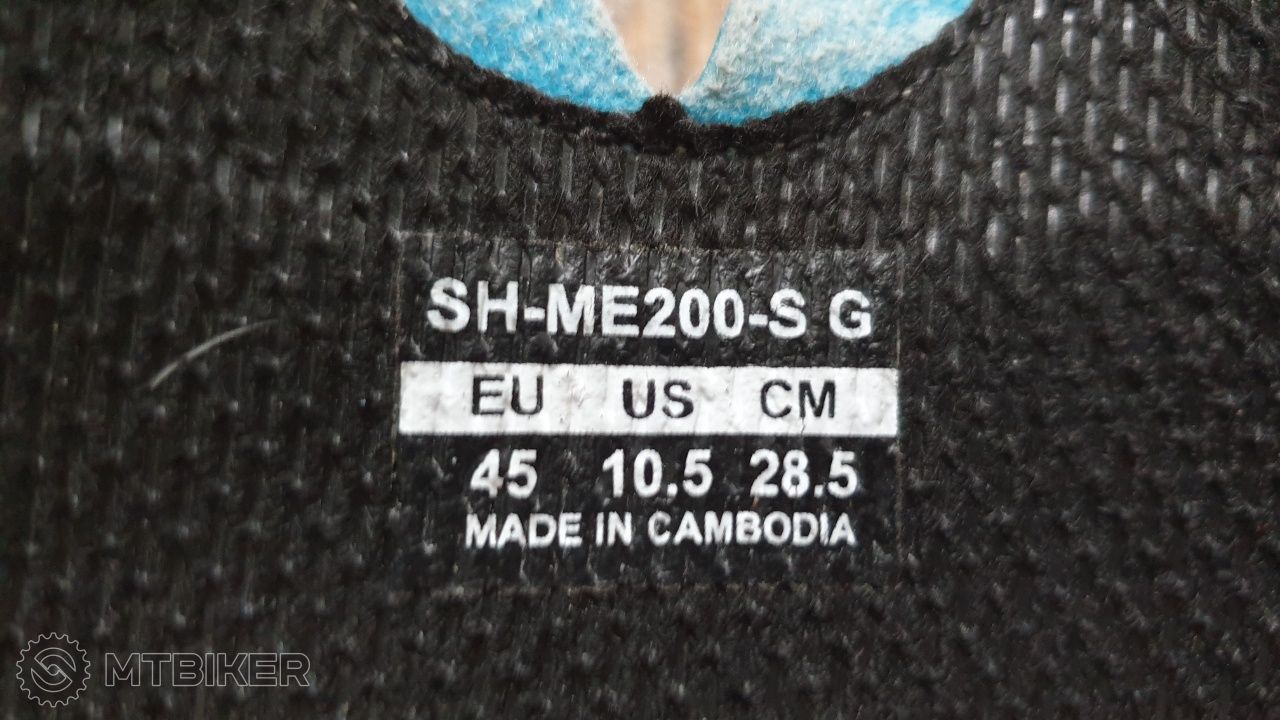 SH-ME200-S G
EU US CM
45 10.5 28.5
MADE IN CAMBODIA
MTBIKER